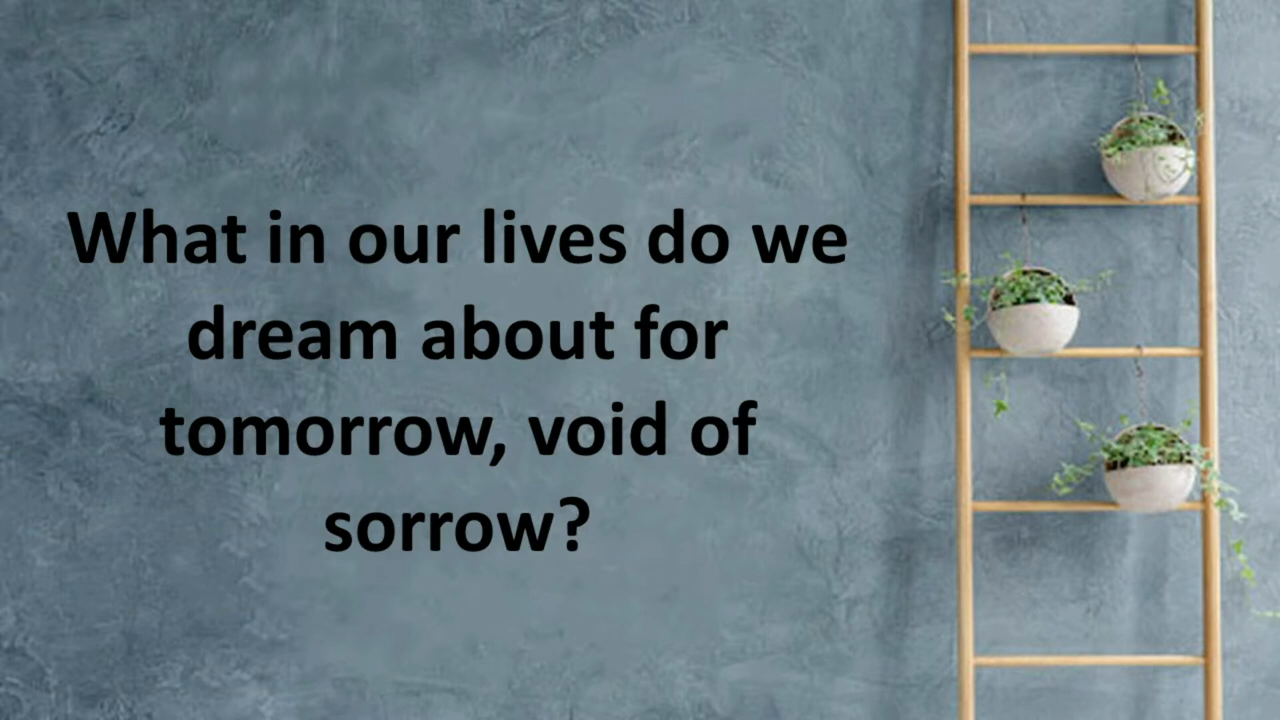 What in our lives do we
dream about for
tomorrow, void of
sorrow?